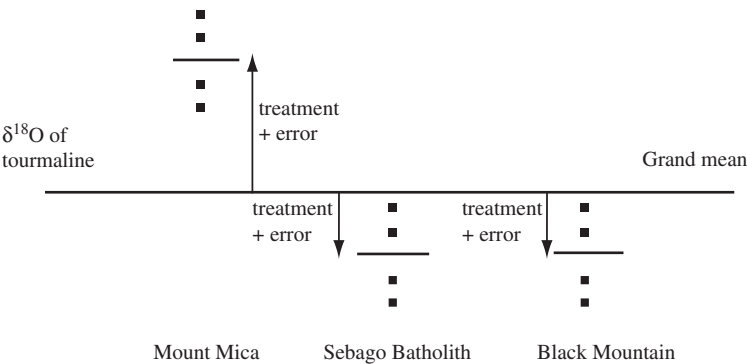 treatment
+ error
δ¹⁸O of
tourmaline
Grand mean
treatment
+ error
treatment
+ error
Mount Mica
Sebago Batholith
Black Mountain